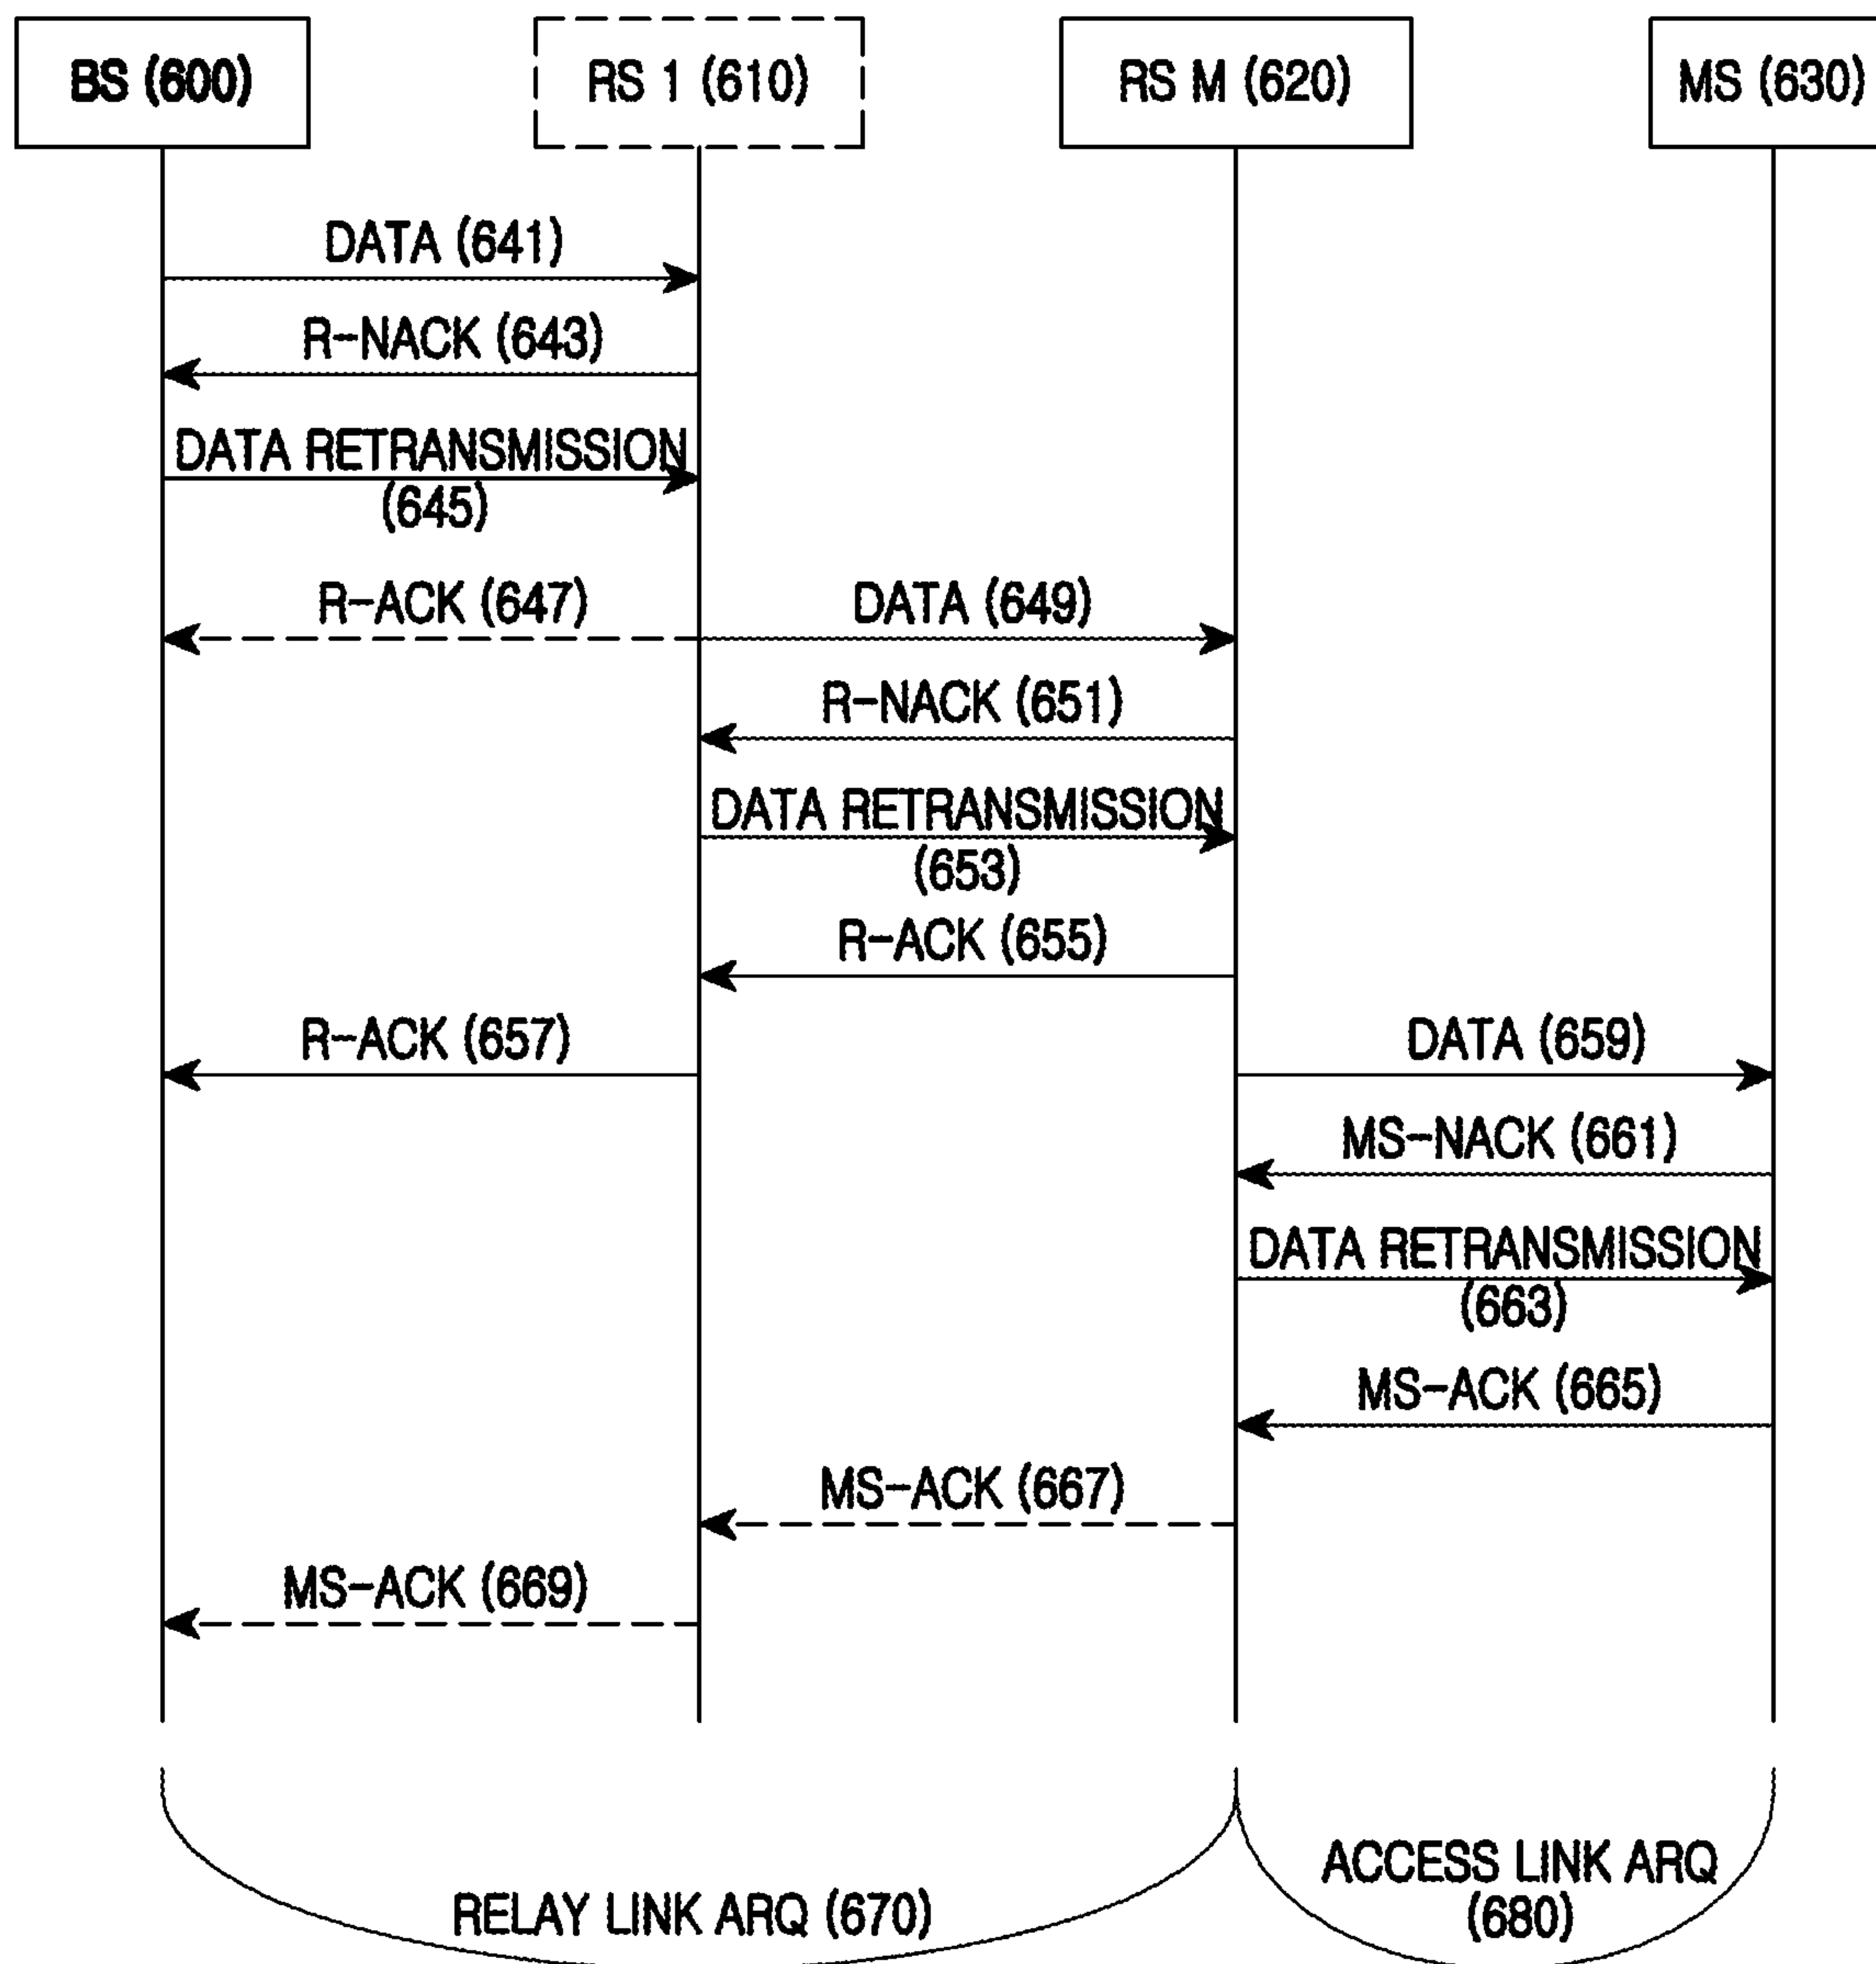 BS (600)
RS 1 (610)
RS M (620)
MS (630)
DATA (641)
R-NACK (643)
DATA RETRANSMISSION
(645)
R-ACK (647)
DATA (649)
R-NACK (651)
DATA RETRANSMISSION
(653)
R-ACK (655)
R-ACK (657)
DATA (659)
MS-NACK (661)
DATA RETRANSMISSION
(663)
MS-ACK (665)
MS-ACK (667)
MS-ACK (669)
RELAY LINK ARQ (670)
ACCESS LINK ARQ
(680)